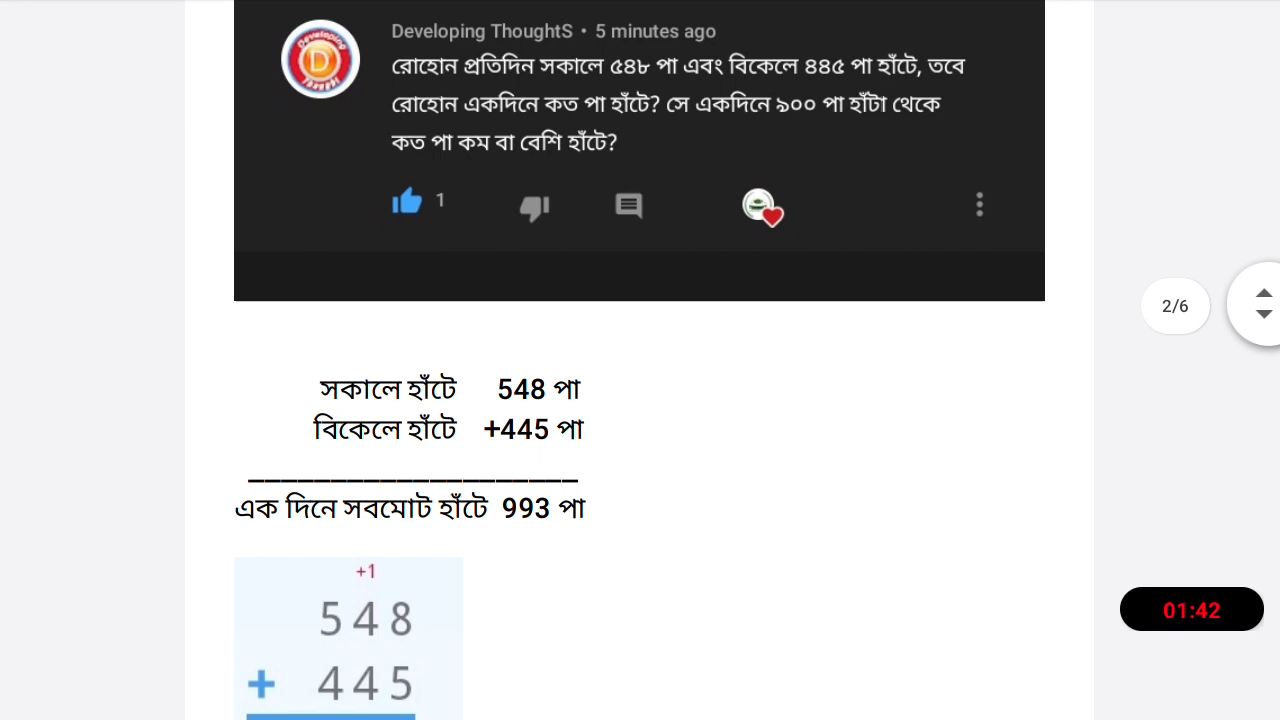 Developing ThoughtS • 5 minutes ago
রোহোন প্রতিদিন সকালে ৫৪৮ পা এবং বিকেলে ৪৪৫ পা হাঁটে, তবে
রোহোন একদিনে কত পা হাঁটে? সে একদিনে ৯০০ পা হাঁটা থেকে
কত পা কম বা বেশি হাঁটে?
1
2/6
সকালে হাঁটে 548 পা
বিকেলে হাঁটে +445 পা
____________________
এক দিনে সবমোট হাঁটে 993 পা
+1
548
+ 445
01:42